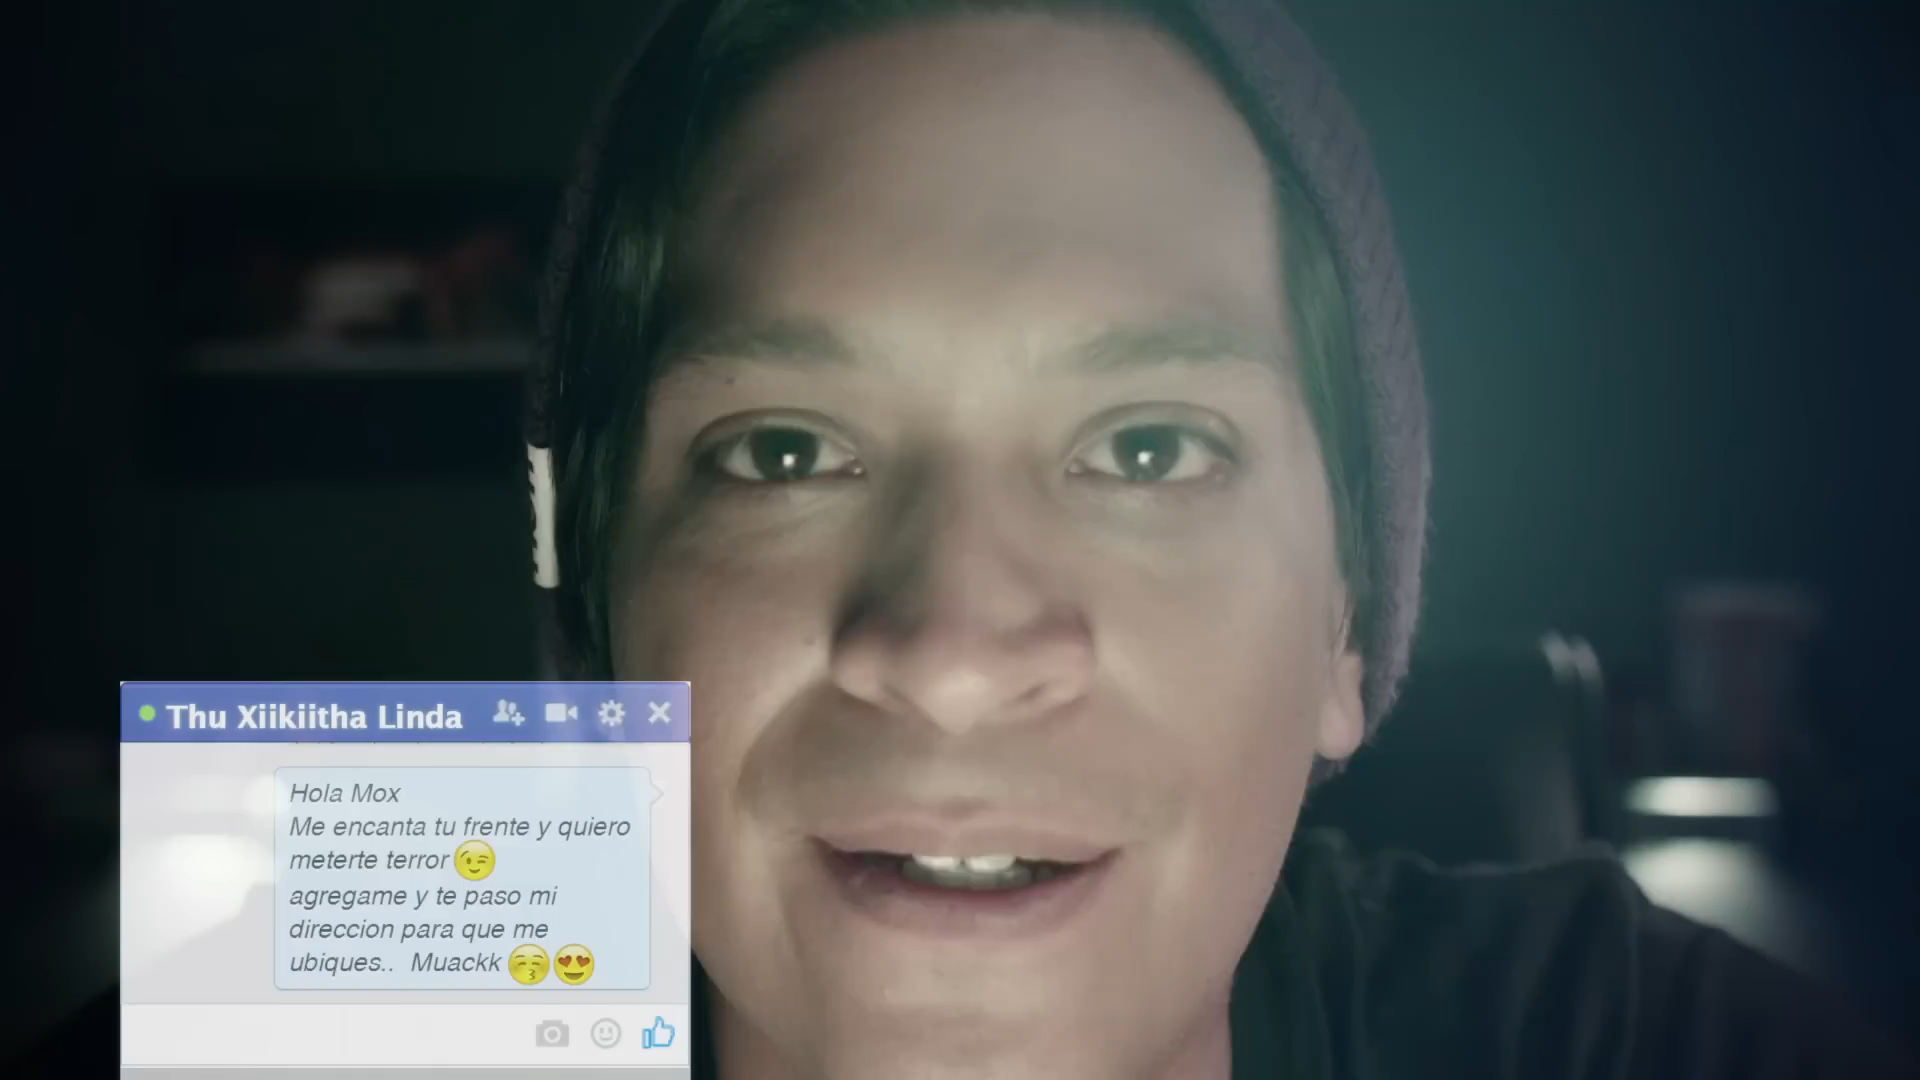 Thu Xiikiitha Linda
Hola Mox
Me encanta tu frente y quiero
meterte terror 😉
agregame y te paso mi
direccion para que me
ubiques.. Muackk 😚😍